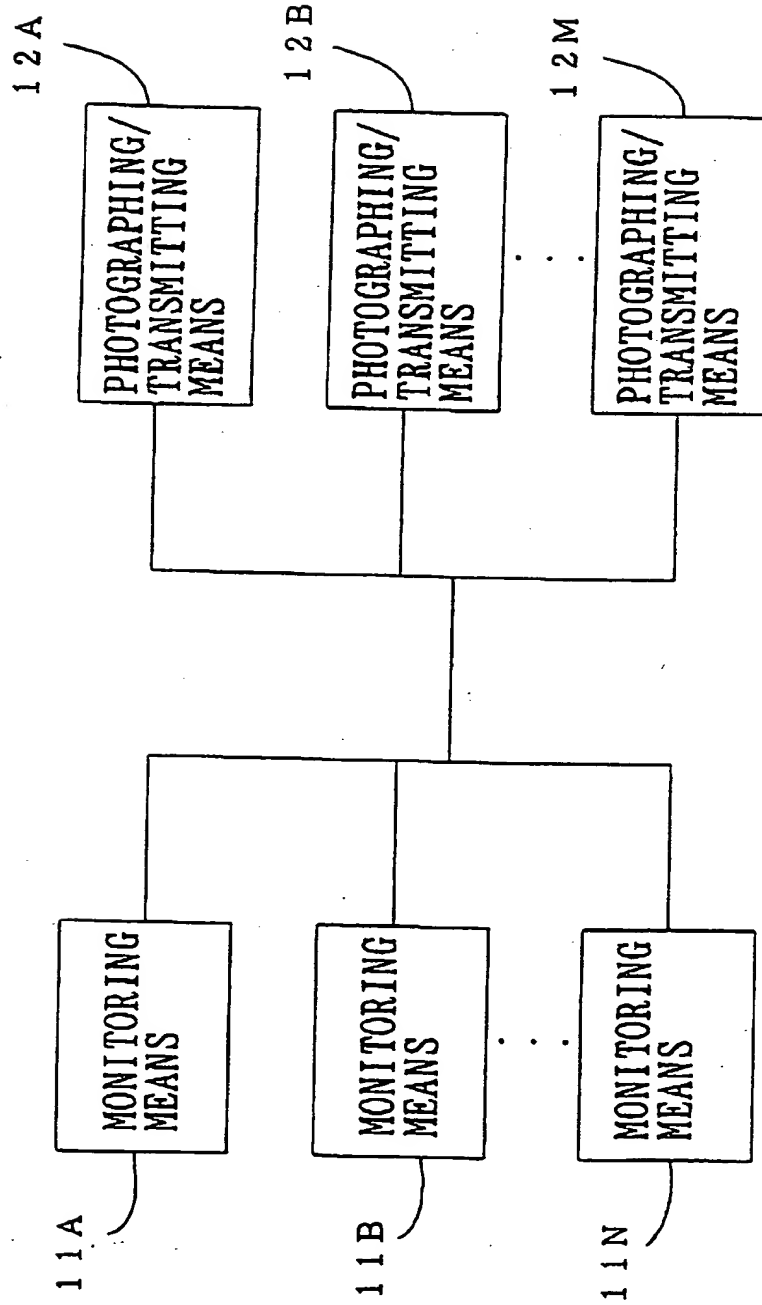 11A
MONITORING
MEANS
11B
MONITORING
MEANS
. . .
11N
MONITORING
MEANS
12A
PHOTOGRAPHING/
TRANSMITTING
MEANS
12B
PHOTOGRAPHING/
TRANSMITTING
MEANS
. . .
12M
PHOTOGRAPHING/
TRANSMITTING
MEANS